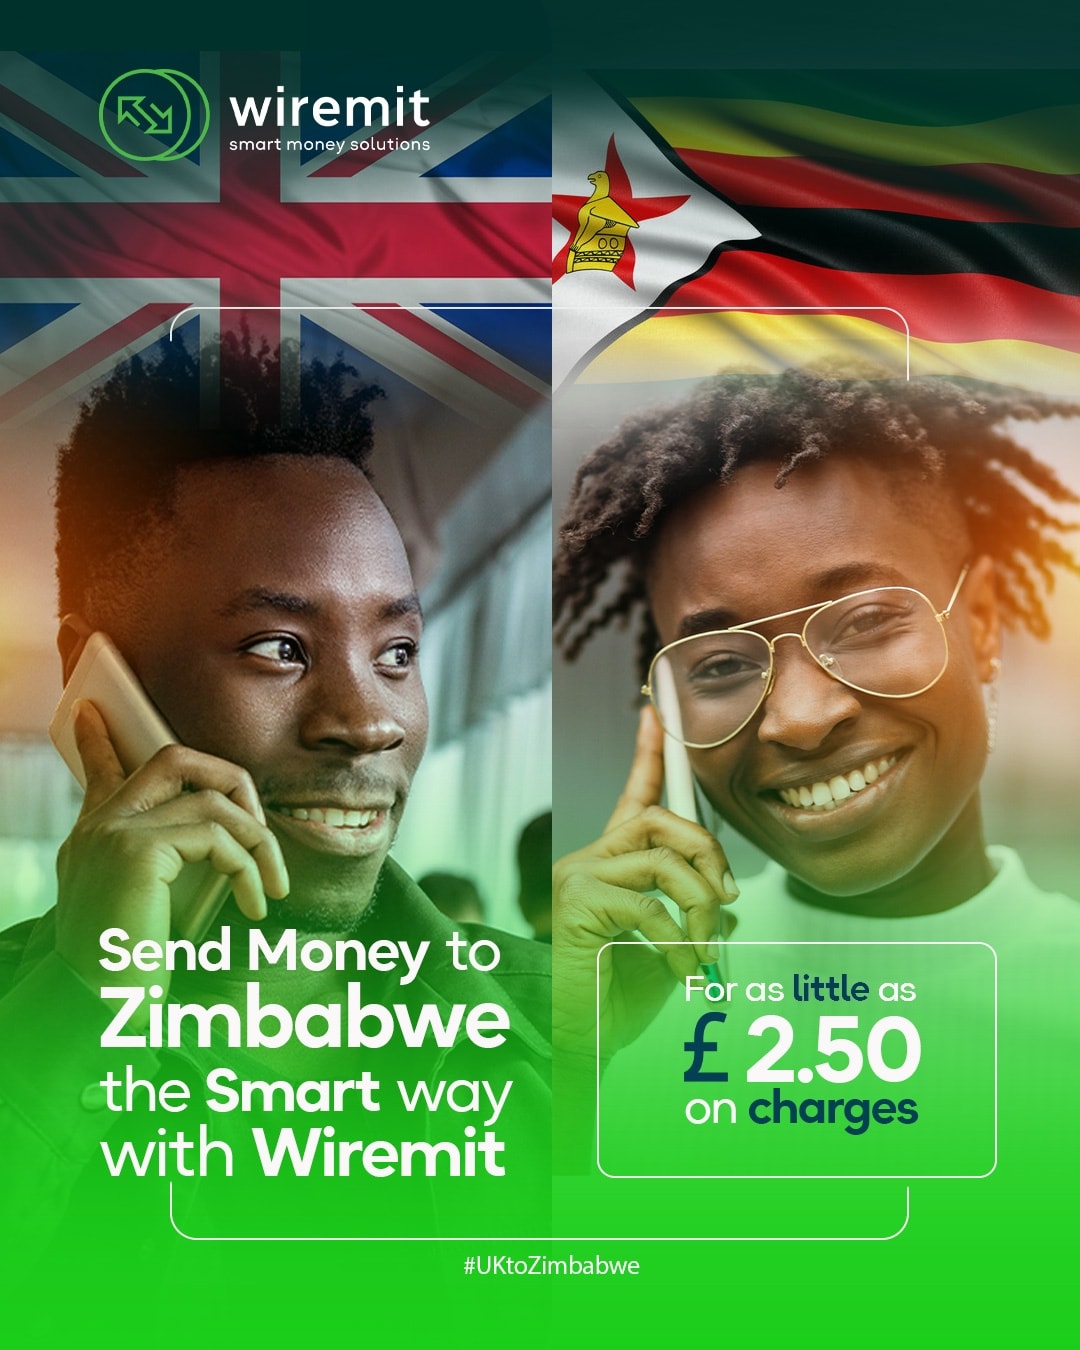 wiremit
smart money solutions
Send Money to
Zimbabwe
the Smart way
with Wiremit
For as little as
£ 2.50
on charges
#UKtoZimbabwe